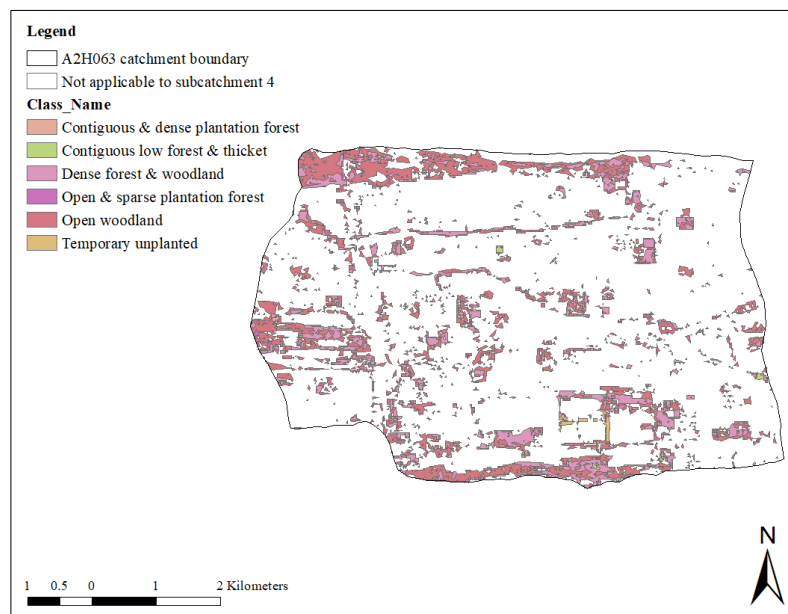 Legend
A2H063 catchment boundary
Not applicable to subcatchment 4
Class_Name
Contiguous & dense plantation forest
Contiguous low forest & thicket
Dense forest & woodland
Open & sparse plantation forest
Open woodland
Temporary unplanted
N
1 0.5 0 1 2 Kilometers